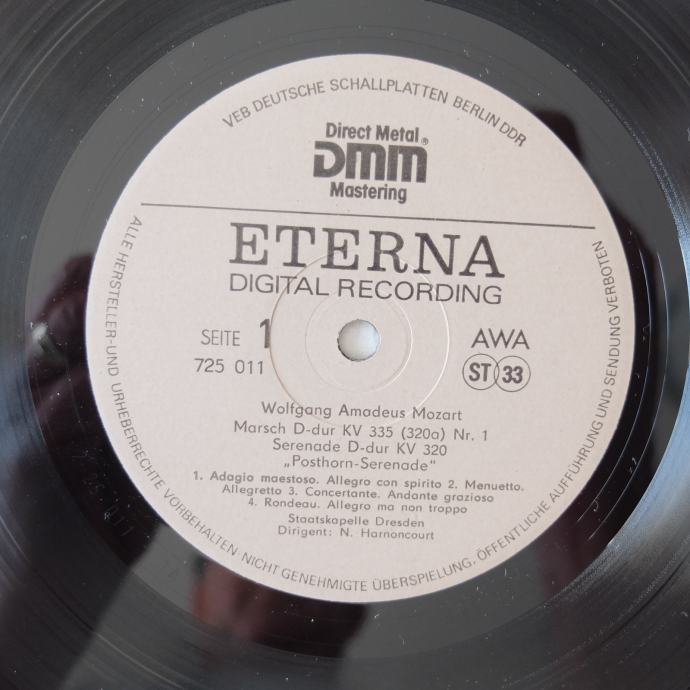 VEB DEUTSCHE SCHALLPLATTEN BERLIN DDR
Direct Metal®
DMM
Mastering
ETERNA
DIGITAL RECORDING
SEITE 1
725 011
AWA
ST 33
Wolfgang Amadeus Mozart
Marsch D-dur KV 335 (320a) Nr. 1
Serenade D-dur KV 320
„Posthorn-Serenade“
1. Adagio maestoso. Allegro con spirito 2. Menuetto.
Allegretto 3. Concertante. Andante grazioso
4. Rondeau. Allegro ma non troppo
Staatskapelle Dresden
Dirigent: N. Harnoncourt
ALLE HERSTELLER-UND URHEBERRECHTE VORBEHALTEN NICHT GENEHMIGTE ÜBERSPIELUNG. ÖFFENTLICHE AUFFÜHRUNG UND SENDUNG VERBOTEN